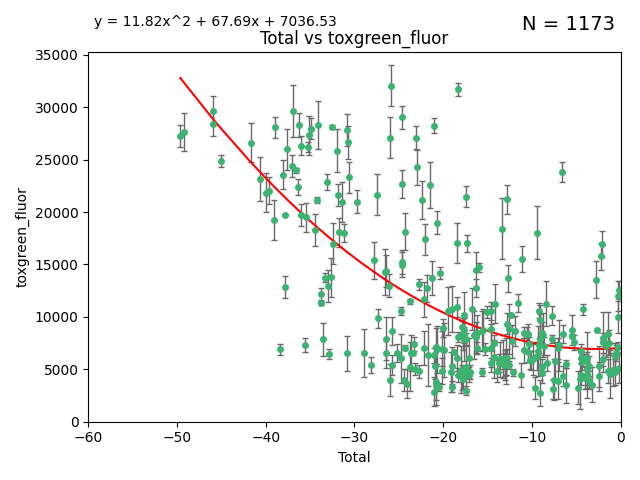 y = 11.82x^2 + 67.69x + 7036.53
N = 1173
Total vs toxgreen_fluor
35000
30000
25000
20000
15000
10000
5000
0
toxgreen_fluor
−60 −50 −40 −30 −20 −10 0
Total